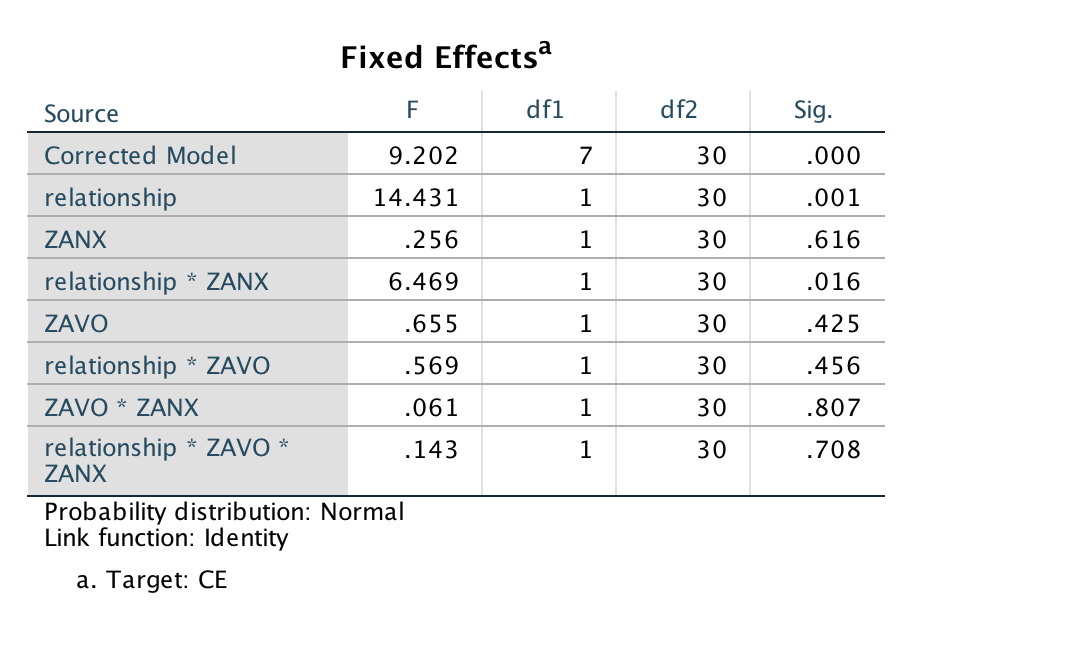 Fixed Effectsᵃ
Source F df1 df2 Sig.
Corrected Model 9.202 7 30 .000
relationship 14.431 1 30 .001
ZANX .256 1 30 .616
relationship * ZANX 6.469 1 30 .016
ZAVO .655 1 30 .425
relationship * ZAVO .569 1 30 .456
ZAVO * ZANX .061 1 30 .807
relationship * ZAVO * .143 1 30 .708
ZANX
Probability distribution: Normal
Link function: Identity
a. Target: CE